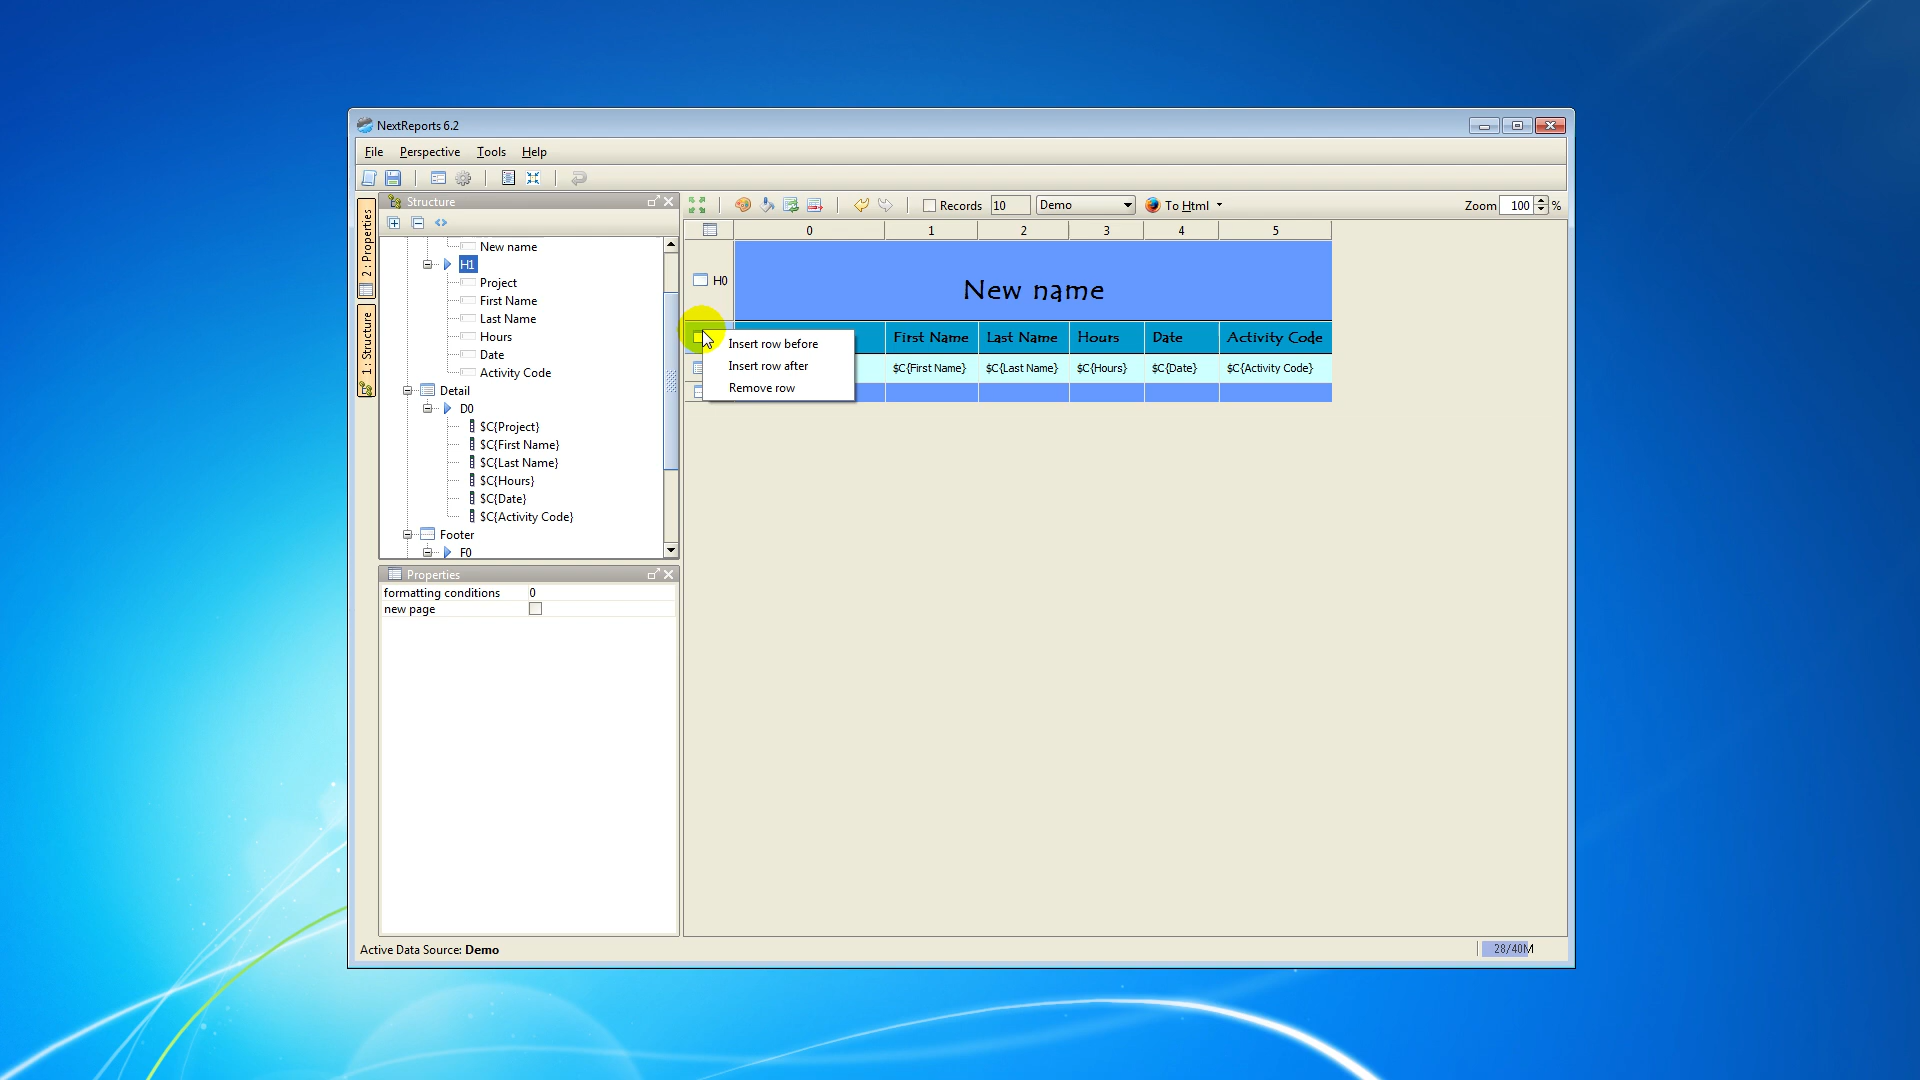 NextReports 6.2
File Perspective Tools Help
2 : Properties
1 : Structure
Structure
New name
H1
Project
First Name
Last Name
Hours
Date
Activity Code
Detail
D0
$C{Project}
$C{First Name}
$C{Last Name}
$C{Hours}
$C{Date}
$C{Activity Code}
Footer
F0
Properties
formatting conditions 0
new page
Records 10 Demo To Html Zoom 100 %
0 1 2 3 4 5
H0 New name
First Name Last Name Hours Date Activity Code
$C{First Name} $C{Last Name} $C{Hours} $C{Date} $C{Activity Code}
Insert row before
Insert row after
Remove row
Active Data Source: Demo
28/40M